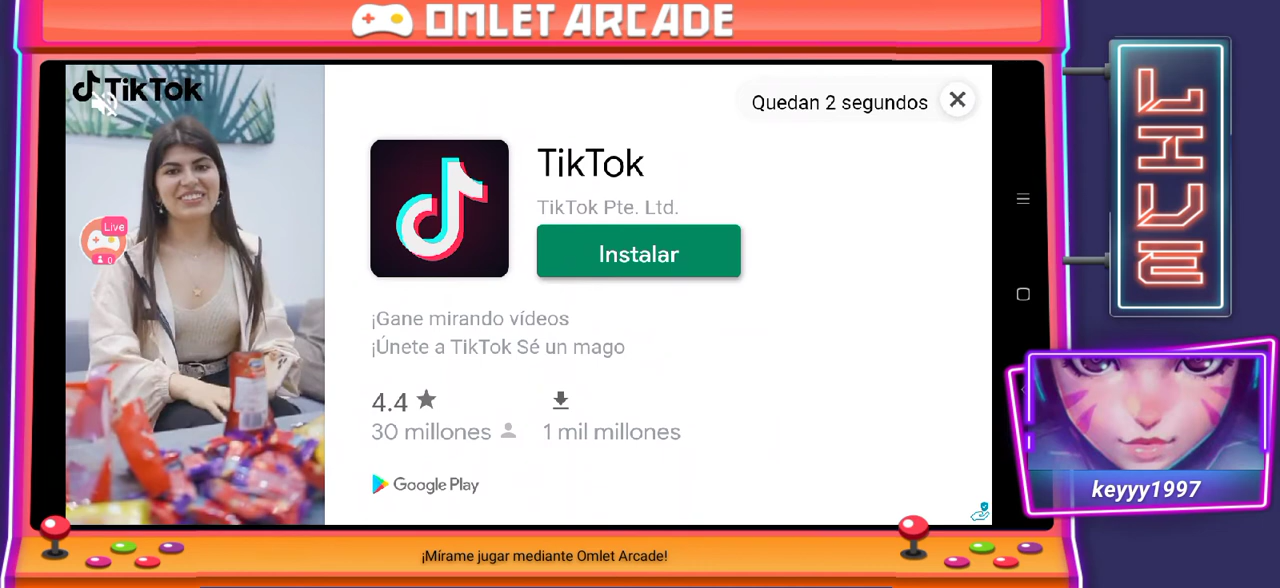 OMLET ARCADE
TikTok
Quedan 2 segundos
TikTok
TikTok Pte. Ltd.
Instalar
Live
0
¡Gane mirando vídeos
¡Únete a TikTok Sé un mago
4.4
30 millones
1 mil millones
Google Play
LIVE
keyyy1997
¡Mírame jugar mediante Omlet Arcade!